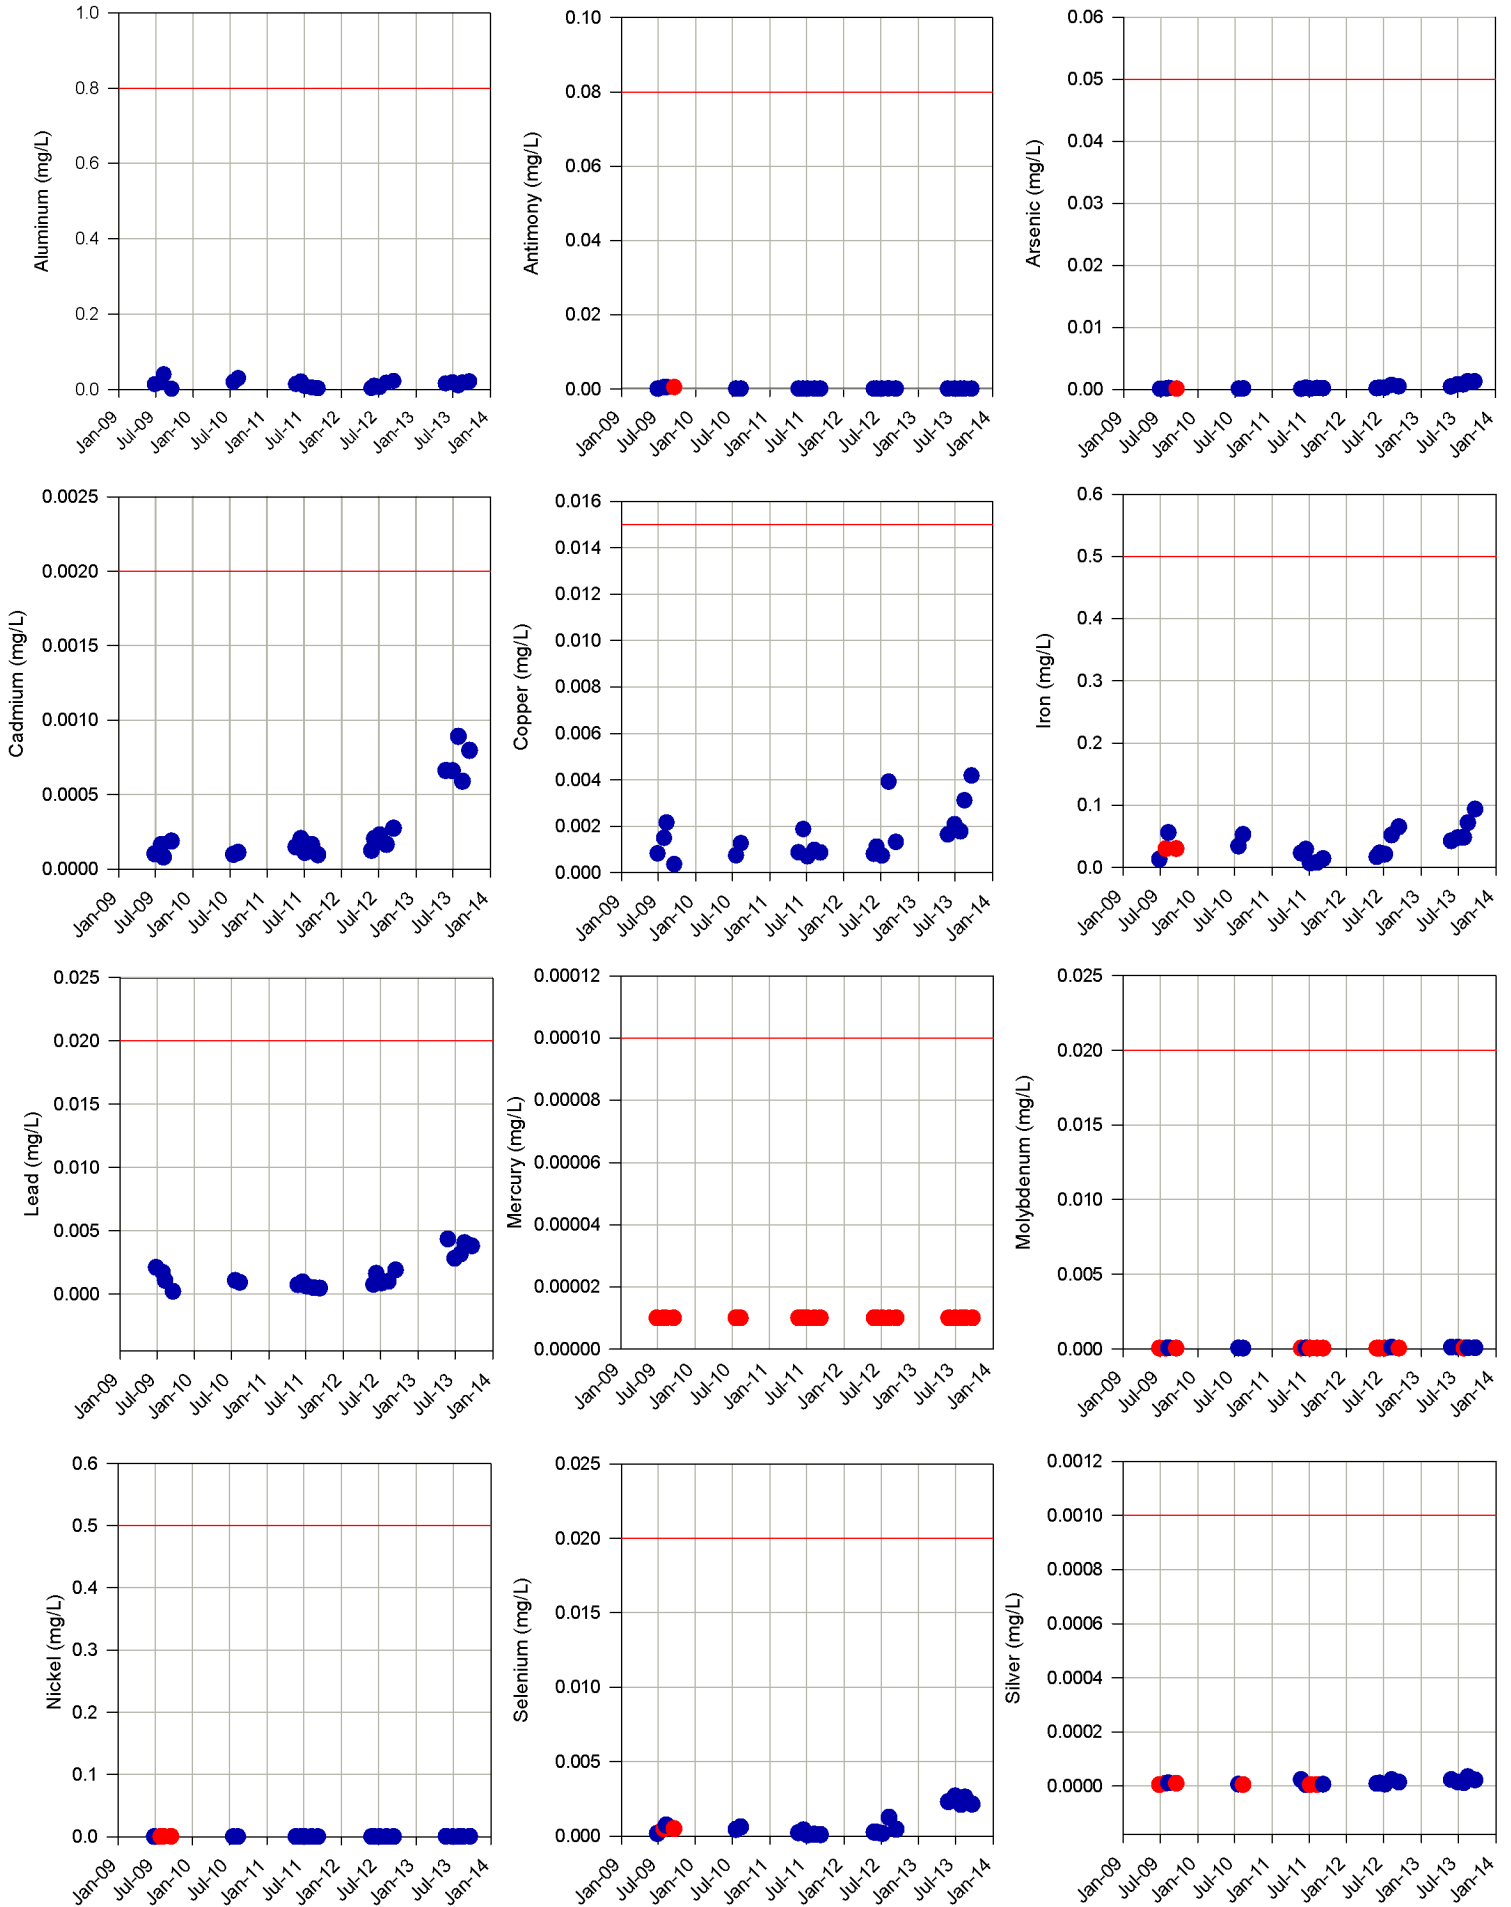 Aluminum (mg/L)
1.0
0.8
0.6
0.4
0.2
0.0
Jan-09
Jul-09
Jan-10
Jul-10
Jan-11
Jul-11
Jan-12
Jul-12
Jan-13
Jul-13
Jan-14
Antimony (mg/L)
0.10
0.08
0.06
0.04
0.02
0.00
Jan-09
Jul-09
Jan-10
Jul-10
Jan-11
Jul-11
Jan-12
Jul-12
Jan-13
Jul-13
Jan-14
Arsenic (mg/L)
0.06
0.05
0.04
0.03
0.02
0.01
0.00
Jan-09
Jul-09
Jan-10
Jul-10
Jan-11
Jul-11
Jan-12
Jul-12
Jan-13
Jul-13
Jan-14
Cadmium (mg/L)
0.0025
0.0020
0.0015
0.0010
0.0005
0.0000
Jan-09
Jul-09
Jan-10
Jul-10
Jan-11
Jul-11
Jan-12
Jul-12
Jan-13
Jul-13
Jan-14
Copper (mg/L)
0.016
0.014
0.012
0.010
0.008
0.006
0.004
0.002
0.000
Jan-09
Jul-09
Jan-10
Jul-10
Jan-11
Jul-11
Jan-12
Jul-12
Jan-13
Jul-13
Jan-14
Iron (mg/L)
0.6
0.5
0.4
0.3
0.2
0.1
0.0
Jan-09
Jul-09
Jan-10
Jul-10
Jan-11
Jul-11
Jan-12
Jul-12
Jan-13
Jul-13
Jan-14
Lead (mg/L)
0.025
0.020
0.015
0.010
0.005
0.000
Jan-09
Jul-09
Jan-10
Jul-10
Jan-11
Jul-11
Jan-12
Jul-12
Jan-13
Jul-13
Jan-14
Mercury (mg/L)
0.00012
0.00010
0.00008
0.00006
0.00004
0.00002
0.00000
Jan-09
Jul-09
Jan-10
Jul-10
Jan-11
Jul-11
Jan-12
Jul-12
Jan-13
Jul-13
Jan-14
Molybdenum (mg/L)
0.025
0.020
0.015
0.010
0.005
0.000
Jan-09
Jul-09
Jan-10
Jul-10
Jan-11
Jul-11
Jan-12
Jul-12
Jan-13
Jul-13
Jan-14
Nickel (mg/L)
0.6
0.5
0.4
0.3
0.2
0.1
0.0
Jan-09
Jul-09
Jan-10
Jul-10
Jan-11
Jul-11
Jan-12
Jul-12
Jan-13
Jul-13
Jan-14
Selenium (mg/L)
0.025
0.020
0.015
0.010
0.005
0.000
Jan-09
Jul-09
Jan-10
Jul-10
Jan-11
Jul-11
Jan-12
Jul-12
Jan-13
Jul-13
Jan-14
Silver (mg/L)
0.0012
0.0010
0.0008
0.0006
0.0004
0.0002
0.0000
Jan-09
Jul-09
Jan-10
Jul-10
Jan-11
Jul-11
Jan-12
Jul-12
Jan-13
Jul-13
Jan-14